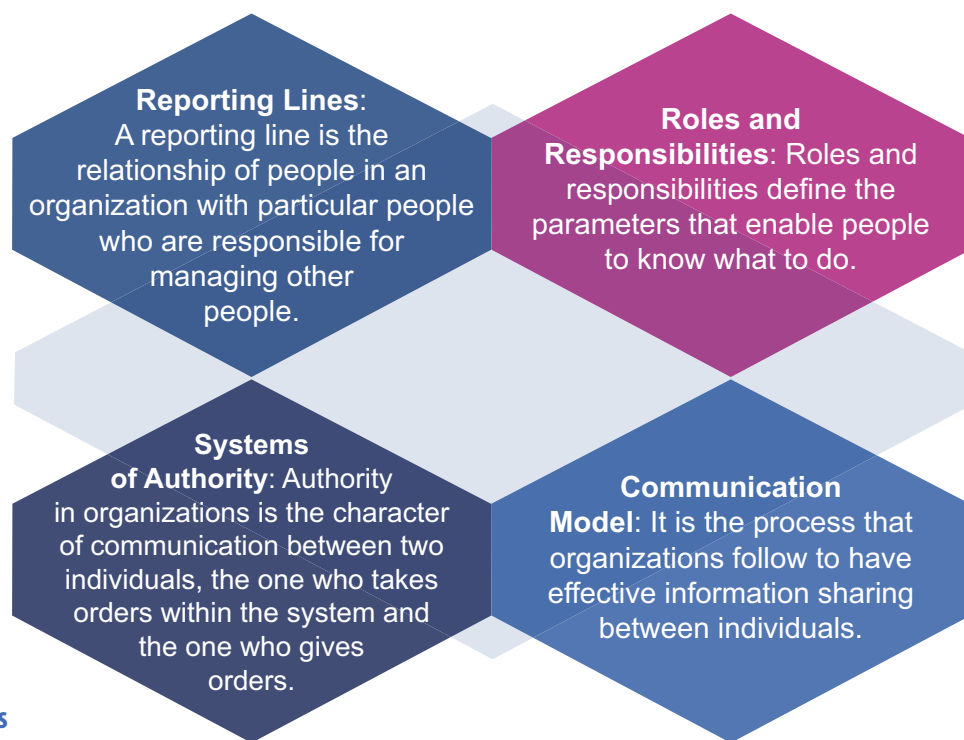 Reporting Lines:
A reporting line is the
relationship of people in an
organization with particular people
who are responsible for
managing other
people.
Roles and
Responsibilities: Roles and
responsibilities define the
parameters that enable people
to know what to do.
Systems
of Authority: Authority
in organizations is the character
of communication between two
individuals, the one who takes
orders within the system and
the one who gives
orders.
Communication
Model: It is the process that
organizations follow to have
effective information sharing
between individuals.
s